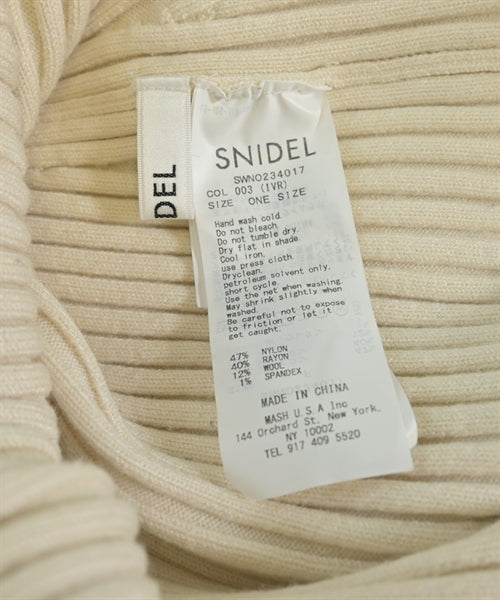 DEL
SNIDEL
SWNO234017
COL 003 (IVR)
SIZE ONE SIZE
Hand wash cold.
Do not bleach.
Do not tumble dry.
Dry flat in shade.
Cool iron.
use press cloth.
Dryclean.
petroleum solvent only.
short cycle.
Use the net when washing.
May shrink slightly when
washed.
Be careful not to expose
to friction or let it
get caught.
47% NYLON
40% RAYON
12% WOOL
1% SPANDEX
MADE IN CHINA
MASH U.S.A Inc
144 Orchard St. New York.
NY 10002
TEL 917 409 5520